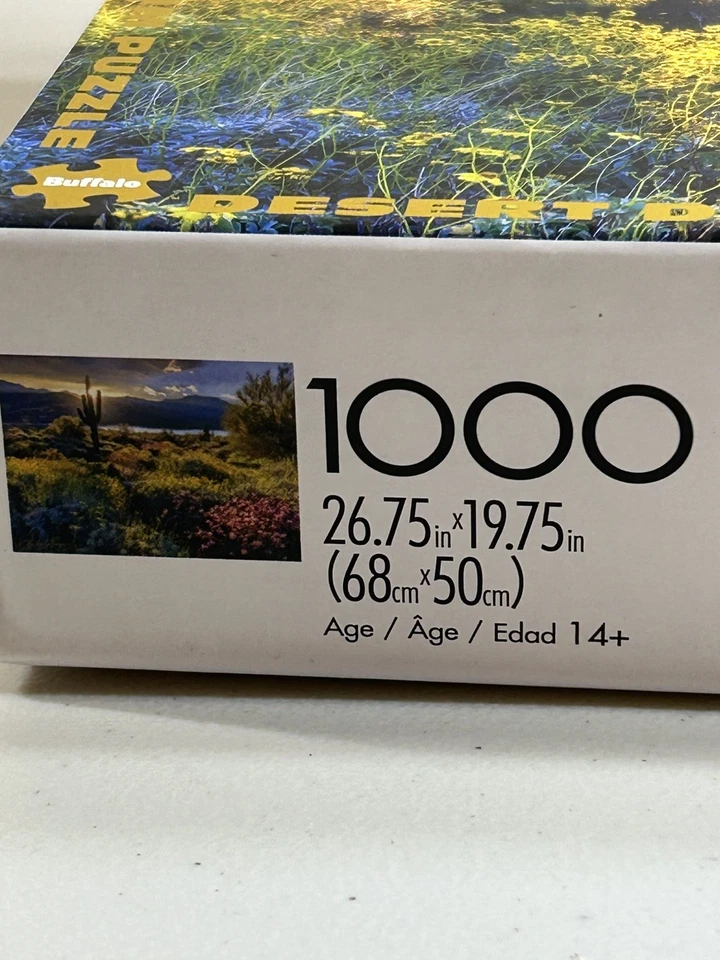 PUZZLE
Buffalo
DESERT
1000
26.75in x 19.75in
(68cm x 50cm)
Age / Âge / Edad 14+